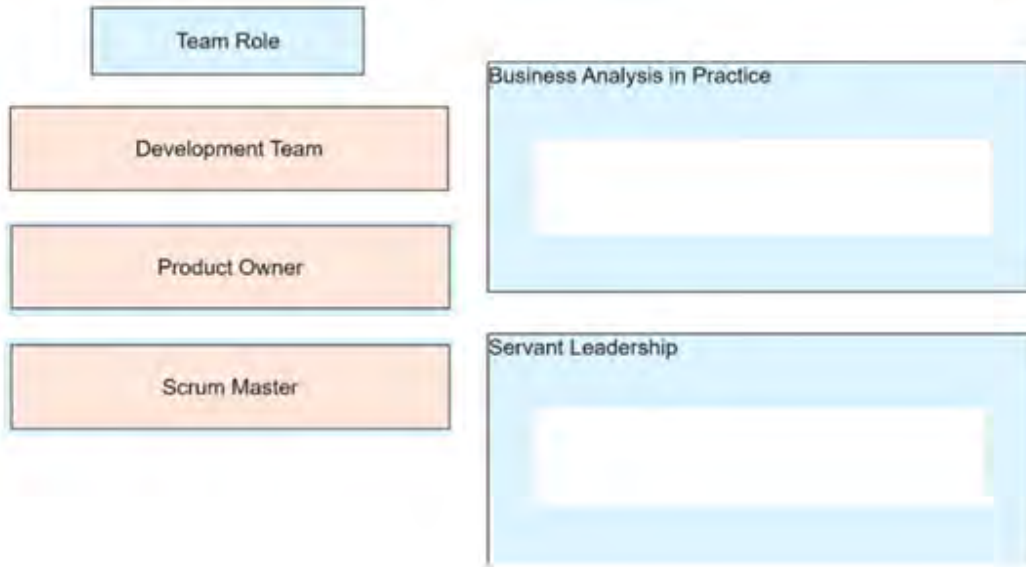 Team Role
Development Team
Product Owner
Scrum Master
Business Analysis in Practice
Servant Leadership